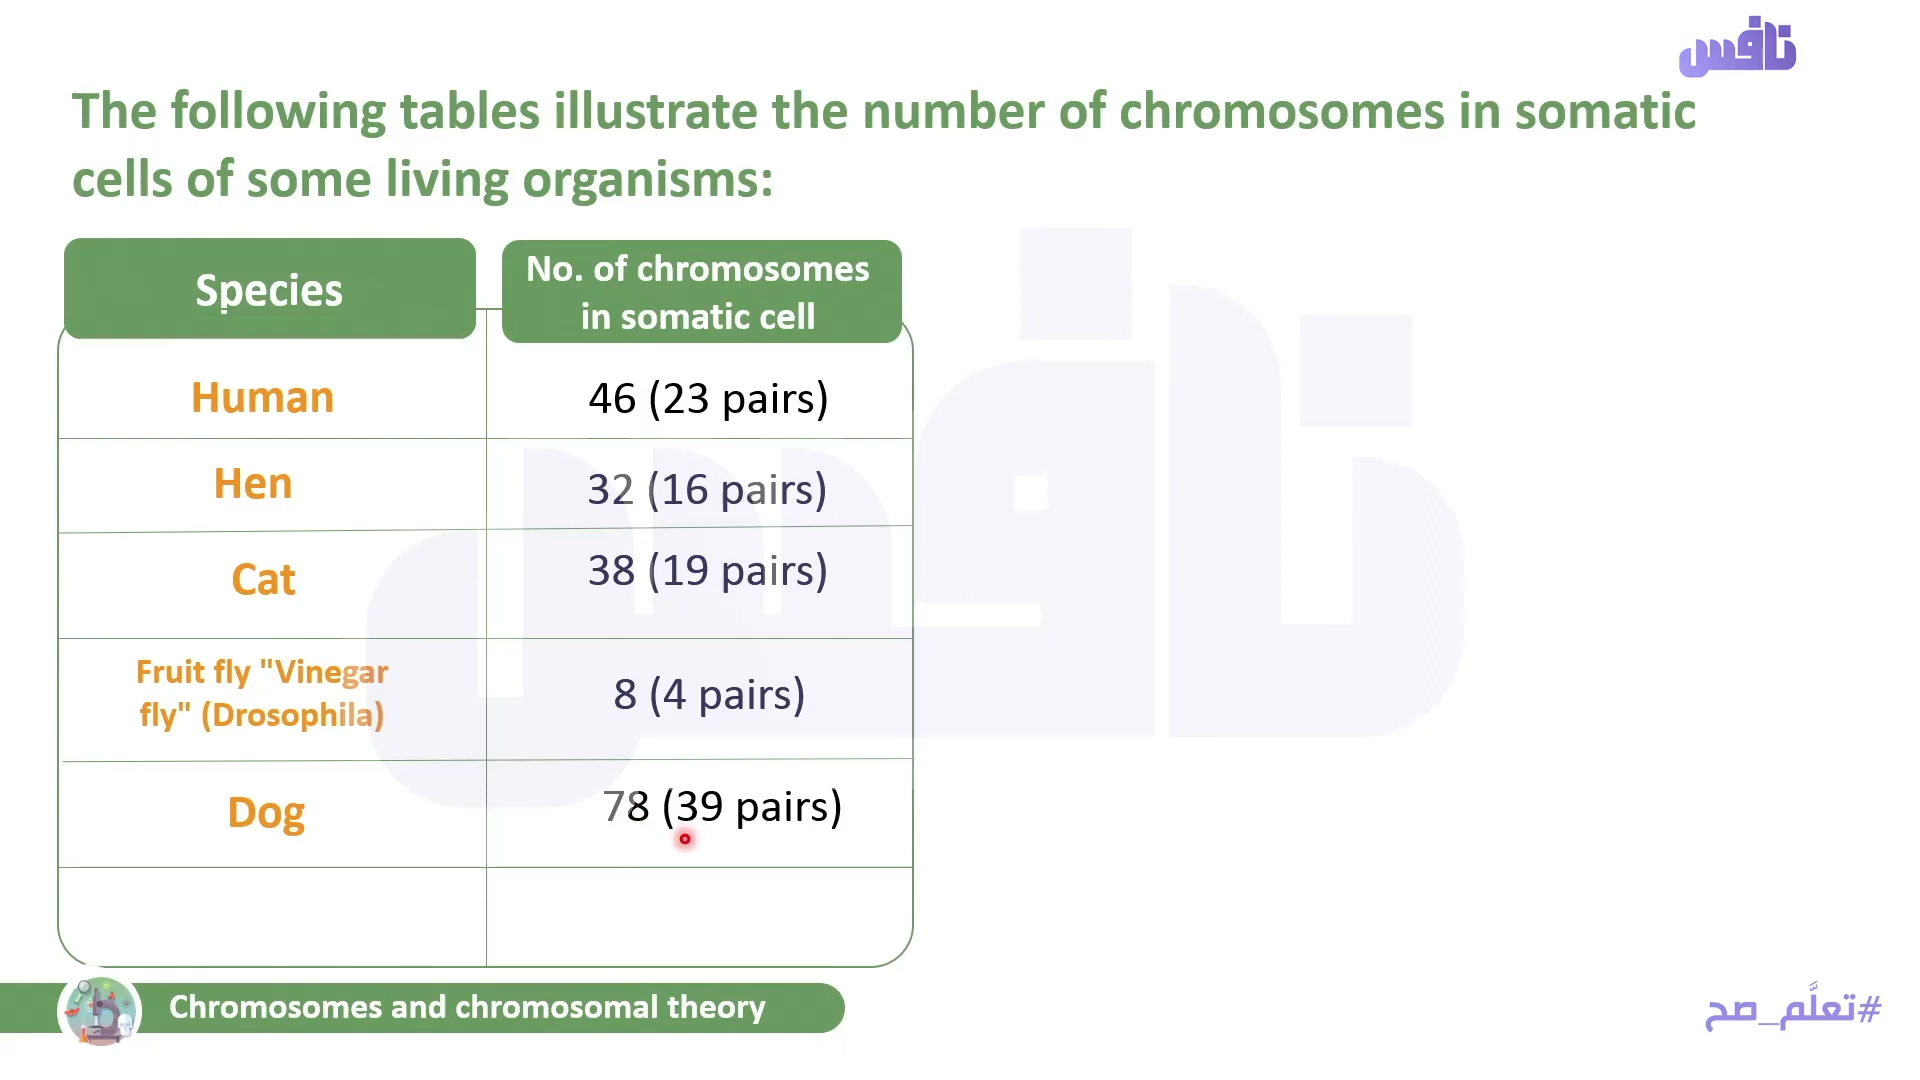 نافس
The following tables illustrate the number of chromosomes in somatic
cells of some living organisms:
Species
No. of chromosomes
in somatic cell
Human
46 (23 pairs)
Hen
32 (16 pairs)
Cat
38 (19 pairs)
Fruit fly "Vinegar
fly" (Drosophila)
8 (4 pairs)
Dog
78 (39 pairs)
نافس
Chromosomes and chromosomal theory
#تعلَّم_صح